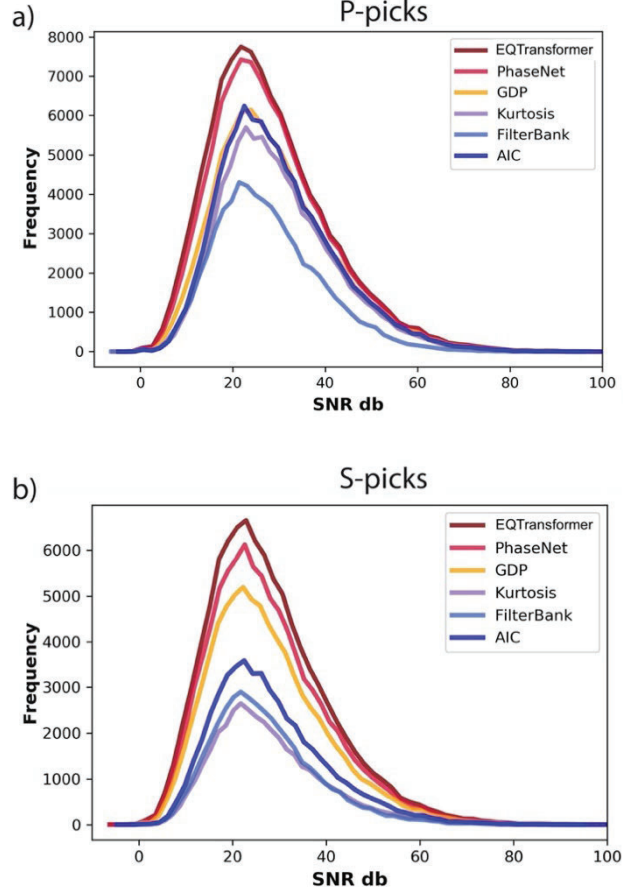 a)
P-picks
8000
7000
6000
5000
4000
3000
2000
1000
0
Frequency
EQTransformer
PhaseNet
GDP
Kurtosis
FilterBank
AIC
0 20 40 60 80 100
SNR db
b)
S-picks
6000
5000
4000
3000
2000
1000
0
Frequency
EQTransformer
PhaseNet
GDP
Kurtosis
FilterBank
AIC
0 20 40 60 80 100
SNR db